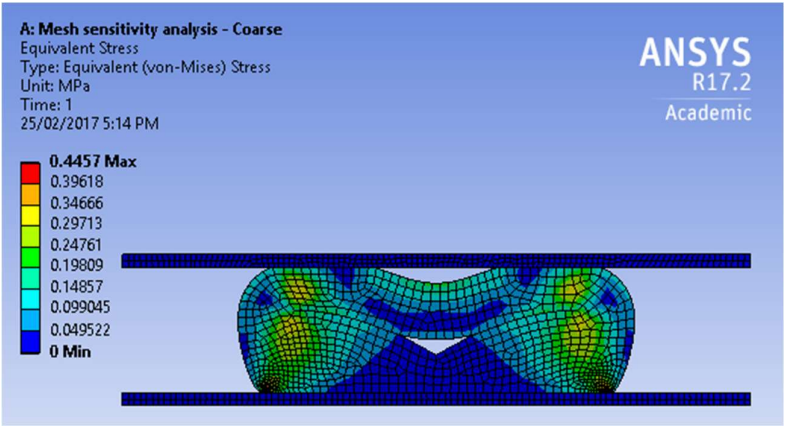 A: Mesh sensitivity analysis - Coarse
Equivalent Stress
Type: Equivalent (von-Mises) Stress
Unit: MPa
Time: 1
25/02/2017 5:14 PM
ANSYS
R17.2
Academic
0.4457 Max
0.39618
0.34666
0.29713
0.24761
0.19809
0.14857
0.099045
0.049522
0 Min